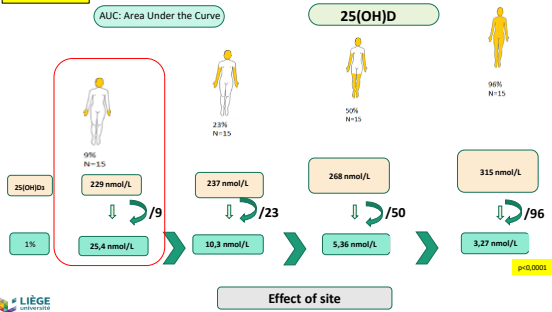 AUC: Area Under the Curve
25(OH)D
9%
N=15
23%
N=15
50%
N=15
96%
N=15
25(OH)D₃
229 nmol/L
237 nmol/L
268 nmol/L
315 nmol/L
⇩ /9
⇩ /23
⇩ /50
⇩ /96
1%
25,4 nmol/L
10,3 nmol/L
5,36 nmol/L
3,27 nmol/L
p<0,0001
Effect of site
LIÈGE
université